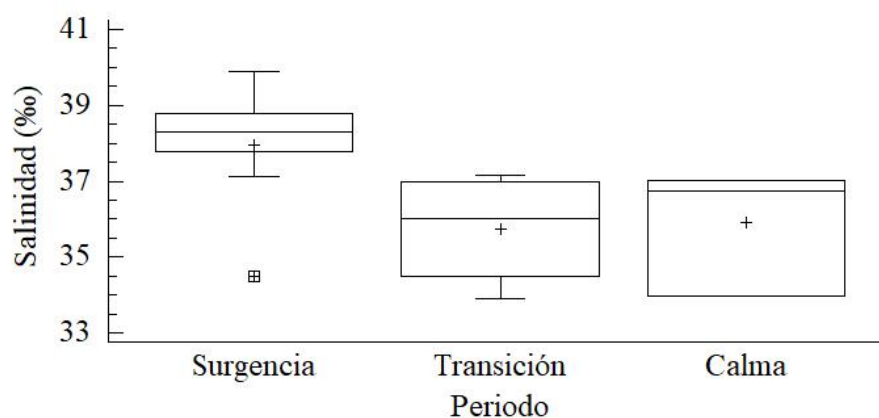 41
39
37
35
33
Salinidad (‰)
Surgencia Transición Calma
Periodo